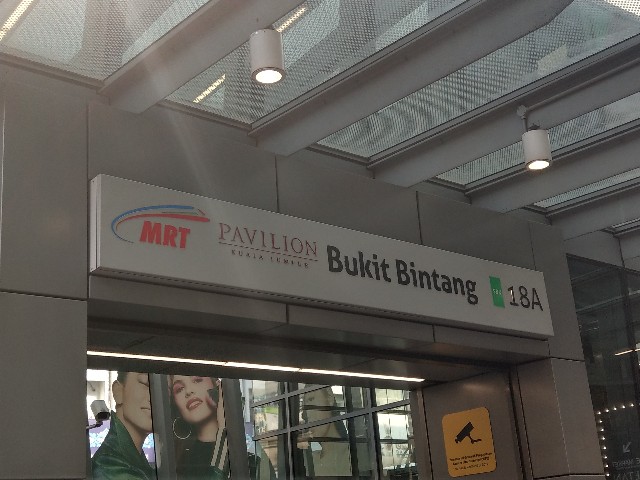 MRT
PAVILION
KUALA LUMPUR
Bukit Bintang
18A